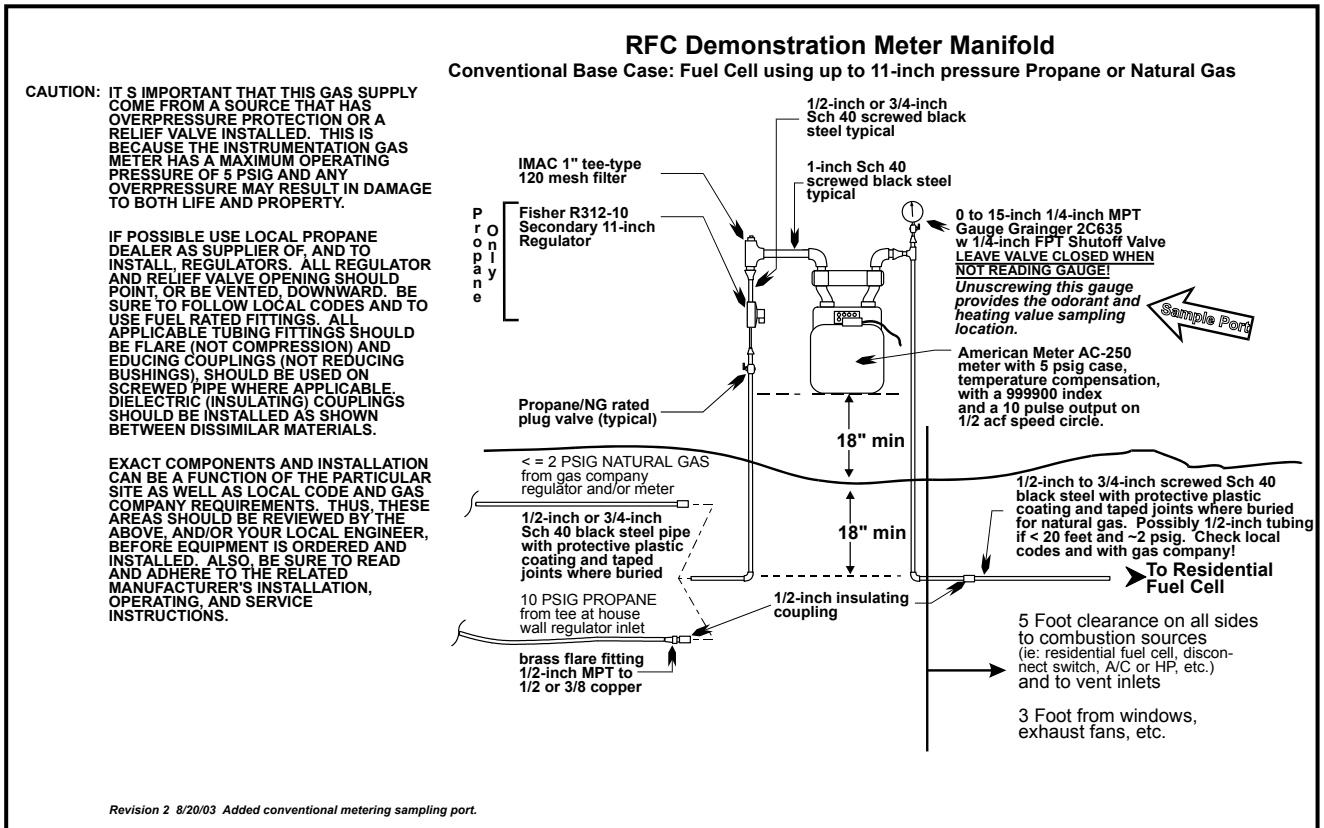 RFC Demonstration Meter Manifold
Conventional Base Case: Fuel Cell using up to 11-inch pressure Propane or Natural Gas
CAUTION: IT S IMPORTANT THAT THIS GAS SUPPLY
COME FROM A SOURCE THAT HAS
OVERPRESSURE PROTECTION OR A
RELIEF VALVE INSTALLED. THIS IS
BECAUSE THE INSTRUMENTATION GAS
METER HAS A MAXIMUM OPERATING
PRESSURE OF 5 PSIG AND ANY
OVERPRESSURE MAY RESULT IN DAMAGE
TO BOTH LIFE AND PROPERTY.
IF POSSIBLE USE LOCAL PROPANE
DEALER AS SUPPLIER OF, AND TO
INSTALL, REGULATORS. ALL REGULATOR
AND RELIEF VALVE OPENING SHOULD
POINT, OR BE VENTED, DOWNWARD. BE
SURE TO FOLLOW LOCAL CODES AND TO
USE FUEL RATED FITTINGS. ALL
APPLICABLE TUBING FITTINGS SHOULD
BE FLARE (NOT COMPRESSION) AND
EDUCING COUPLINGS (NOT REDUCING
BUSHINGS), SHOULD BE USED ON
SCREWED PIPE WHERE APPLICABLE.
DIELECTRIC (INSULATING) COUPLINGS
SHOULD BE INSTALLED AS SHOWN
BETWEEN DISSIMILAR MATERIALS.
EXACT COMPONENTS AND INSTALLATION
CAN BE A FUNCTION OF THE PARTICULAR
SITE AS WELL AS LOCAL CODE AND GAS
COMPANY REQUIREMENTS. THUS, THESE
AREAS SHOULD BE REVIEWED BY THE
ABOVE, AND/OR YOUR LOCAL ENGINEER,
BEFORE EQUIPMENT IS ORDERED AND
INSTALLED. ALSO, BE SURE TO READ
AND ADHERE TO THE RELATED
MANUFACTURER'S INSTALLATION,
OPERATING, AND SERVICE
INSTRUCTIONS.
1/2-inch or 3/4-inch
Sch 40 screwed black
steel typical
IMAC 1" tee-type
120 mesh filter
1-inch Sch 40
screwed black steel
typical
Propane
Only
Fisher R312-10
Secondary 11-inch
Regulator
0 to 15-inch 1/4-inch MPT
Gauge Grainger 2C635
w 1/4-inch FPT Shutoff Valve
LEAVE VALVE CLOSED WHEN
NOT READING GAUGE!
Unuscrewing this gauge
provides the odorant and
heating value sampling
location.
Sample Port
American Meter AC-250
meter with 5 psig case,
temperature compensation,
with a 999900 index
and a 10 pulse output on
1/2 acf speed circle.
Propane/NG rated
plug valve (typical)
18" min
< = 2 PSIG NATURAL GAS
from gas company
regulator and/or meter
1/2-inch or 3/4-inch
Sch 40 black steel pipe
with protective plastic
coating and taped
joints where buried
18" min
1/2-inch to 3/4-inch screwed Sch 40
black steel with protective plastic
coating and taped joints where buried
for natural gas. Possibly 1/2-inch tubing
if < 20 feet and ~2 psig. Check local
codes and with gas company!
To Residential
Fuel Cell
10 PSIG PROPANE
from tee at house
wall regulator inlet
1/2-inch insulating
coupling
brass flare fitting
1/2-inch MPT to
1/2 or 3/8 copper
5 Foot clearance on all sides
to combustion sources
(ie: residential fuel cell, discon-
nect switch, A/C or HP, etc.)
and to vent inlets
3 Foot from windows,
exhaust fans, etc.
Revision 2 8/20/03 Added conventional metering sampling port.